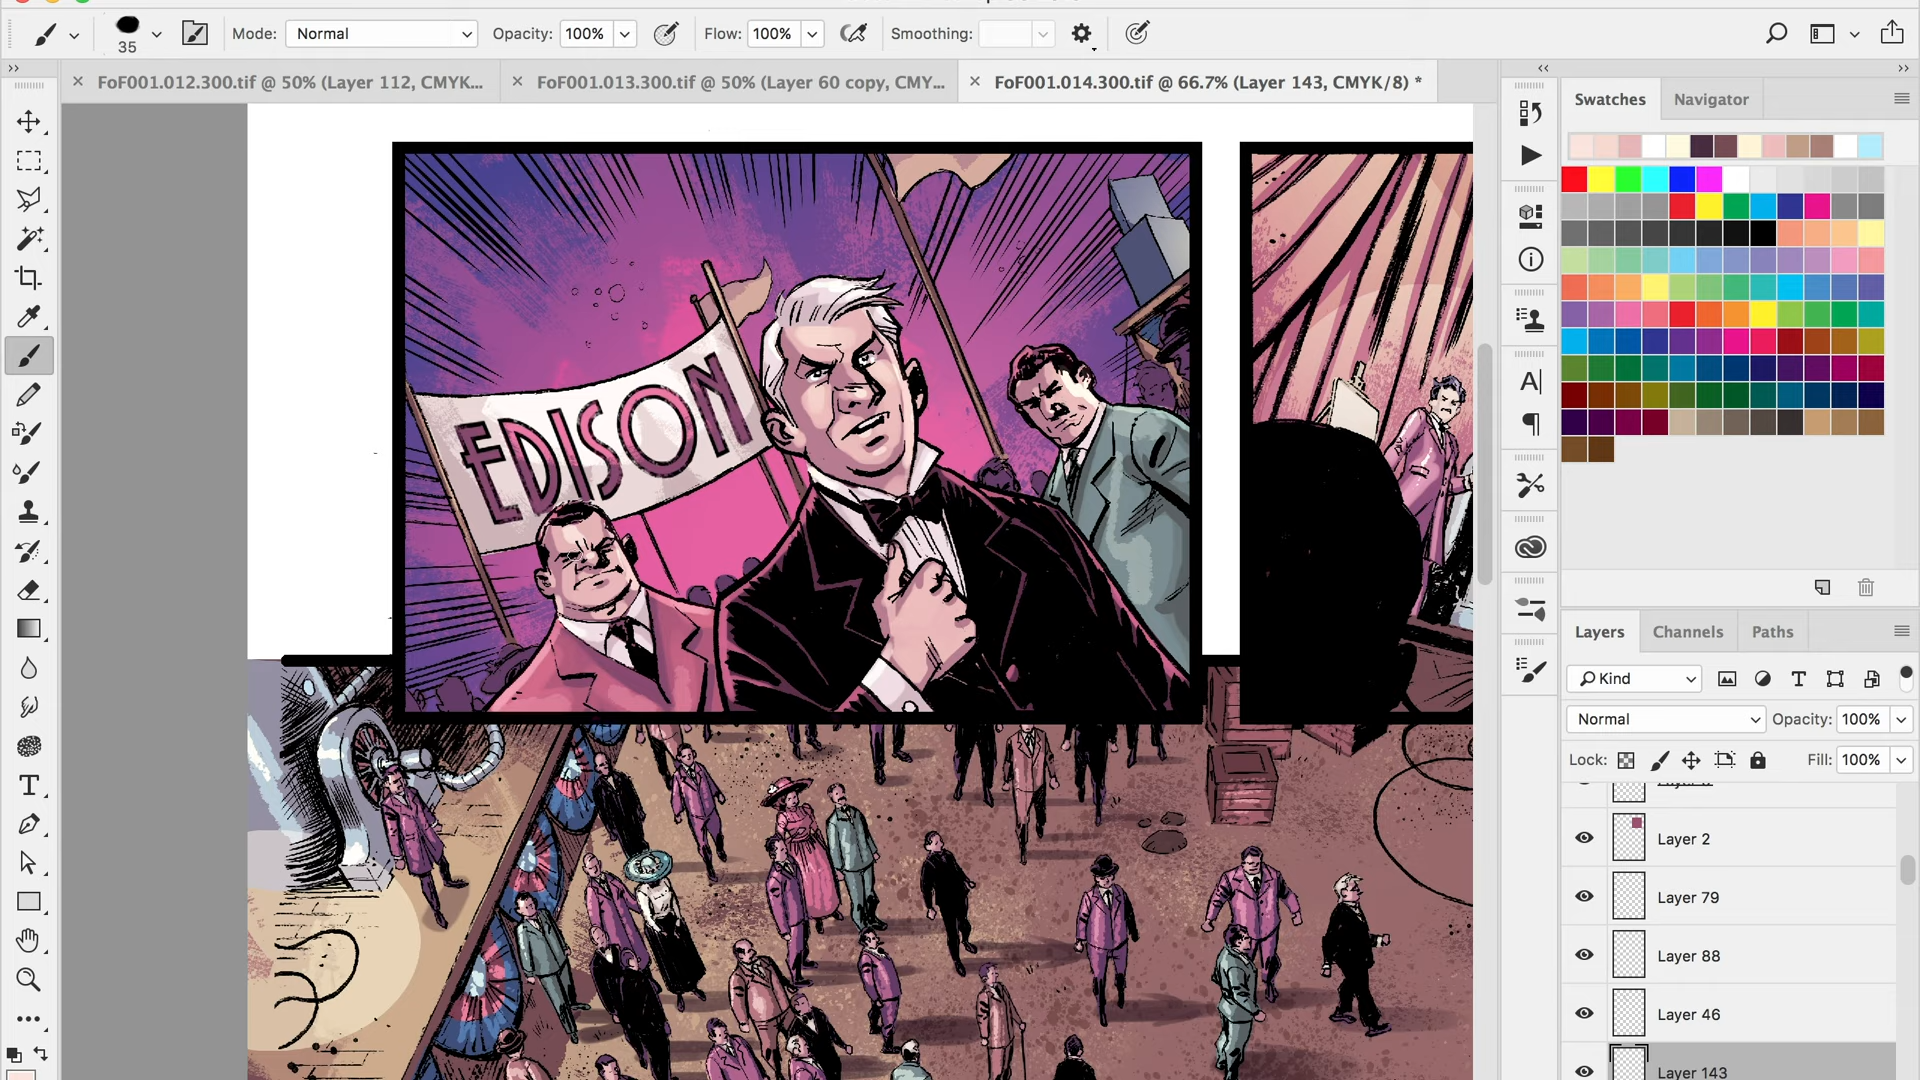 35
Mode:
Normal
Opacity:
100%
Flow:
100%
Smoothing:
FoF001.012.300.tif @ 50% (Layer 112, CMYK...
FoF001.013.300.tif @ 50% (Layer 60 copy, CMY...
FoF001.014.300.tif @ 66.7% (Layer 143, CMYK/8) *
Swatches
Navigator
EDISON
Layers
Channels
Paths
Kind
Normal
Opacity:
100%
Lock:
Fill:
100%
Layer 2
Layer 79
Layer 88
Layer 46
Layer 143